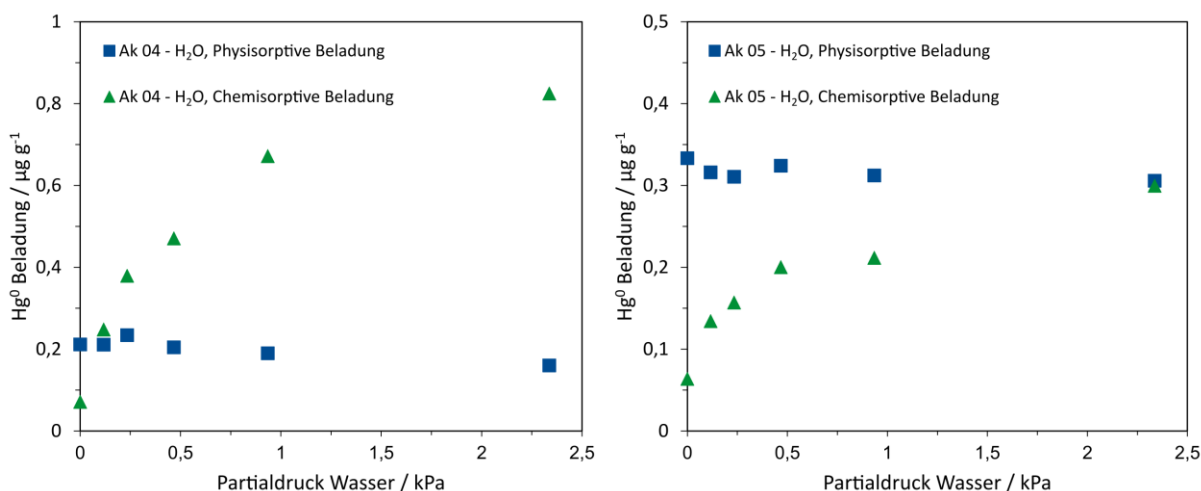 1
0,8
0,6
0,4
0,2
0
Hg⁰ Beladung / µg g⁻¹
Ak 04 - H₂O, Physisorptive Beladung
Ak 04 - H₂O, Chemisorptive Beladung
0 0,5 1 1,5 2 2,5
Partialdruck Wasser / kPa
0,5
0,4
0,3
0,2
0,1
0
Hg⁰ Beladung / µg g⁻¹
Ak 05 - H₂O, Physisorptive Beladung
Ak 05 - H₂O, Chemisorptive Beladung
0 0,5 1 1,5 2 2,5
Partialdruck Wasser / kPa